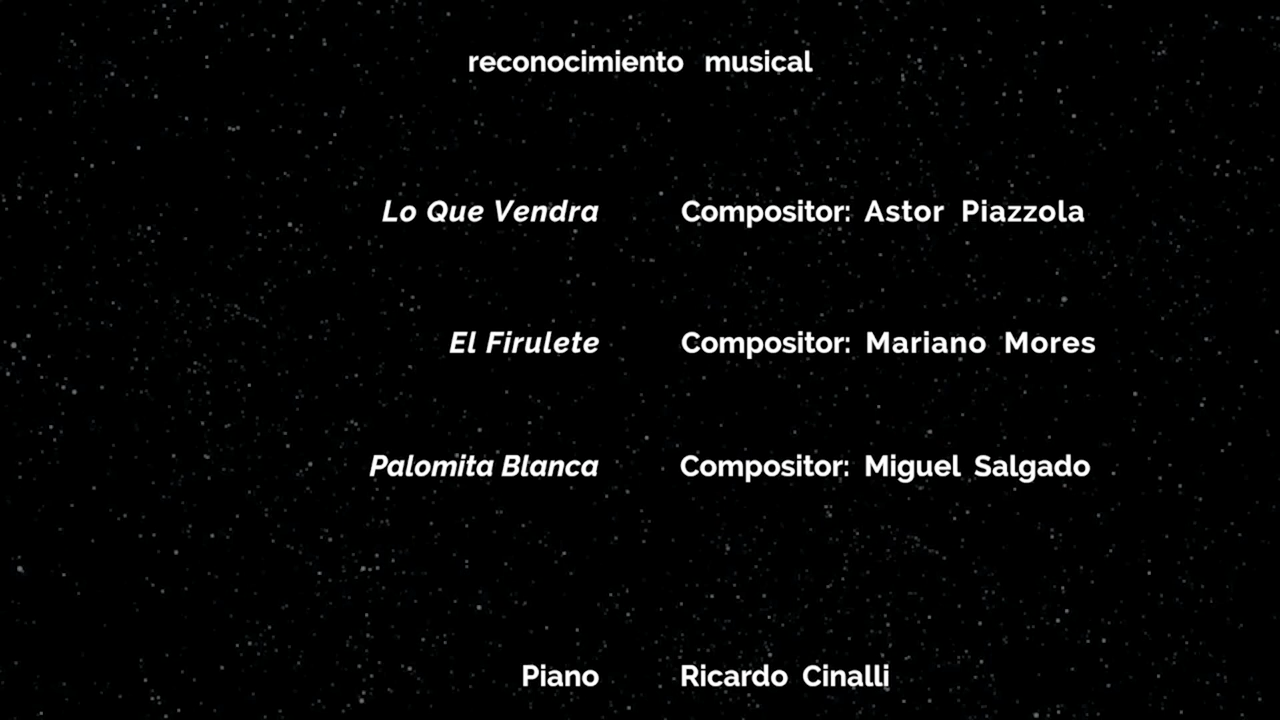 reconocimiento musical
Lo Que Vendra Compositor: Astor Piazzola
El Firulete Compositor: Mariano Mores
Palomita Blanca Compositor: Miguel Salgado
Piano Ricardo Cinalli